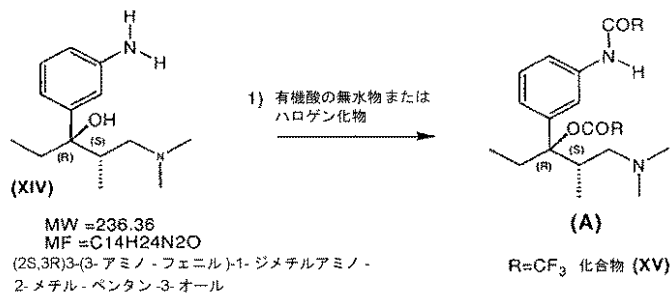 H
N
H
OH
(R)
(S)
N
(XIV)
MW =236.36
MF =C14H24N2O
(2S,3R)3-(3- アミノ - フェニル )-1- ジメチルアミノ -
2- メチル - ペンタン -3- オール
1) 有機酸の無水物 または
ハロゲン化物
COR
N
H
OCOR
(R)
(S)
N
(A)
R=CF3 化合物 (XV)